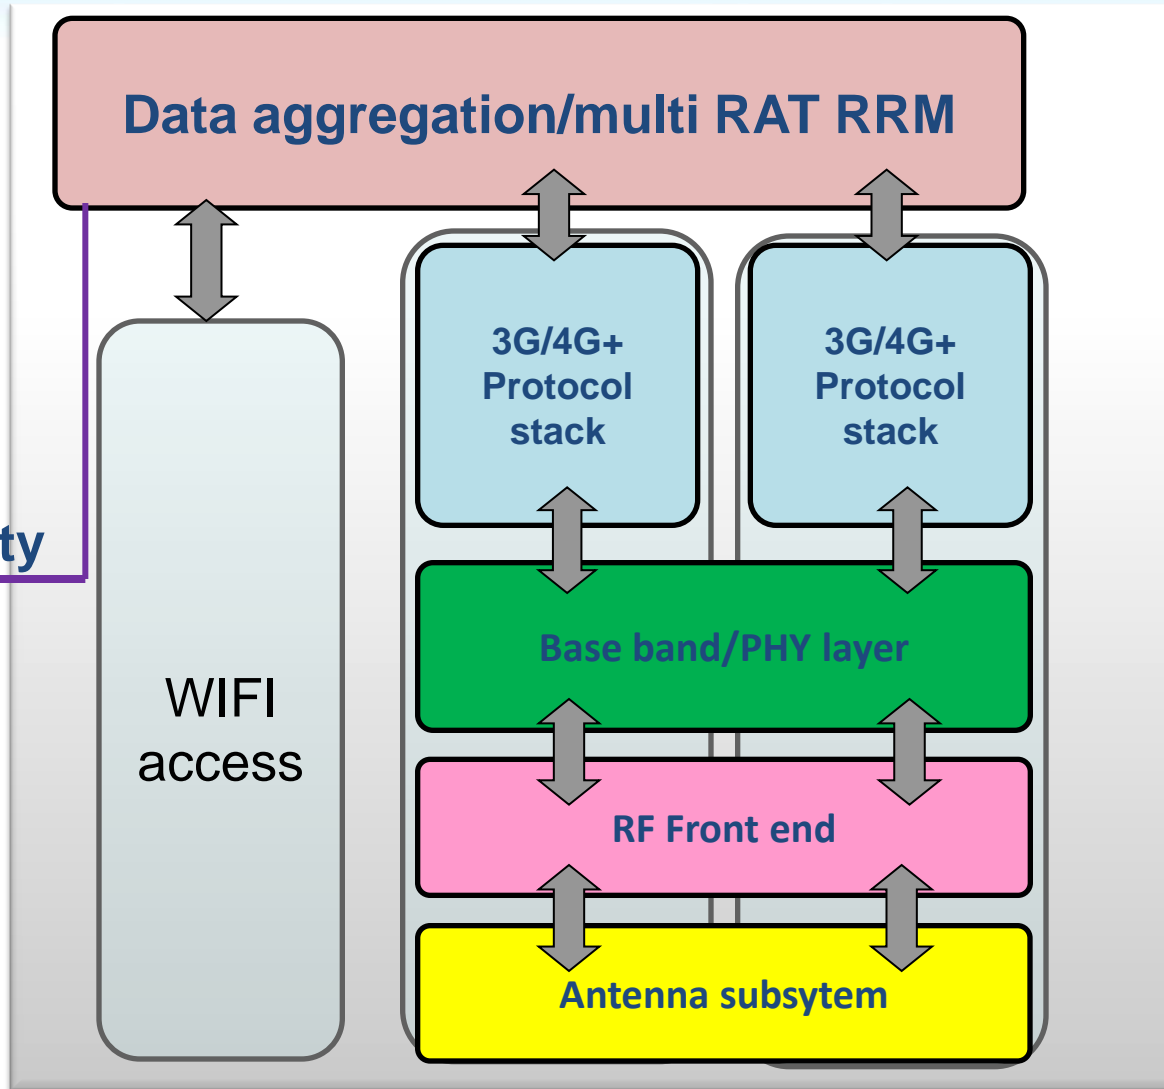 Data aggregation/multi RAT RRM
3G/4G+
Protocol
stack
3G/4G+
Protocol
stack
ty
Base band/PHY layer
WIFI
access
RF Front end
Antenna subsytem